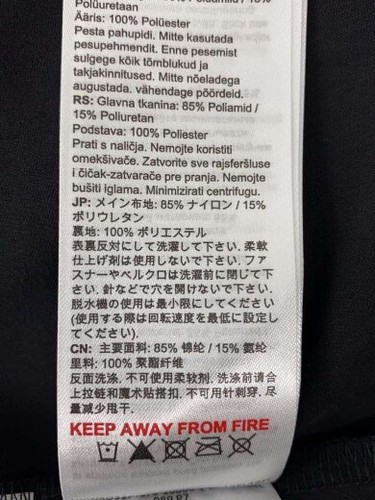 Polüuretaan
Ääris: 100% Polüester
Pesta pahupidi. Mitte kasutada
pesupehmendit. Enne pesemist
sulgege kõik tõmblukud ja
takjakinnitused. Mitte nõeladega
augustada. vähendage pöördeid.
RS: Glavna tkanina: 85% Poliamid /
15% Poliuretan
Podstava: 100% Poliester
Prati s naličja. Nemojte koristiti
omekšivače. Zatvorite sve rajsferšluse
i čičak-zatvarače pre pranja. Nemojte
bušiti iglama. Minimizirati centrifugu.
JP: メイン布地: 85% ナイロン / 15%
ポリウレタン
裏地: 100% ポリエステル
表裏反対にして洗濯して下さい. 柔軟
仕上げ剤は使用しないで下さい. ファ
スナーやベルクロは洗濯前に閉じて下
さい. 針などで穴を開けないで下さい.
脱水機の使用は最小限にしてください
(使用する際は回転速度を最低に設定し
てください).
CN: 主要面料: 85% 锦纶 / 15% 氨纶
里料: 100% 聚酯纤维
反面洗涤. 不可使用柔软剂. 洗涤前请合
上拉链和魔术贴搭扣. 不可用针刺穿. 尽
量减少甩干.
KEEP AWAY FROM FIRE